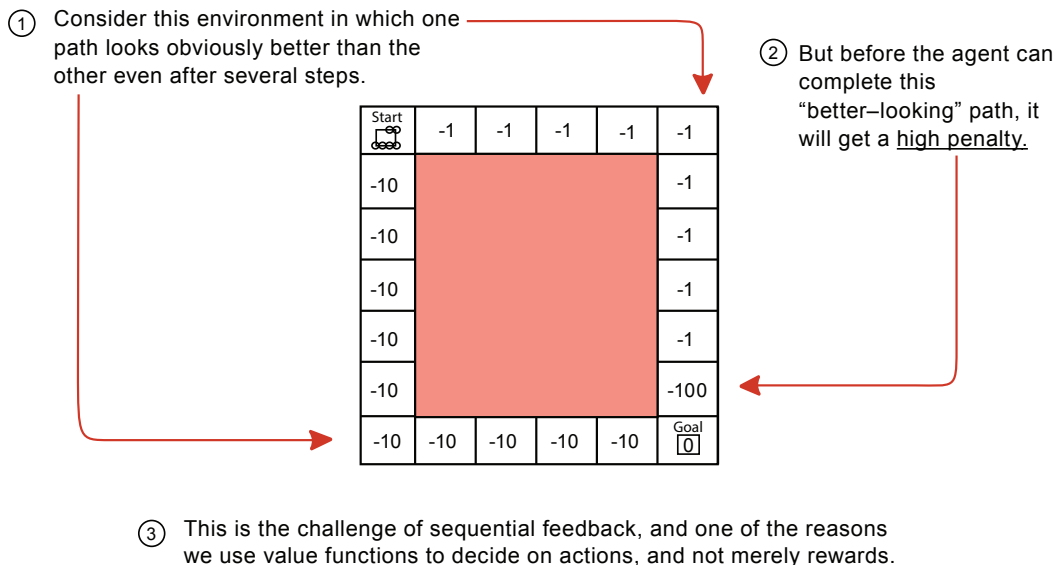 1 Consider this environment in which one
path looks obviously better than the
other even after several steps.
2 But before the agent can
complete this
“better–looking” path, it
will get a high penalty.
Start -1 -1 -1 -1 -1
-10 -1
-10 -1
-10 -1
-10 -1
-10 -100
-10 -10 -10 -10 -10 Goal
0
3 This is the challenge of sequential feedback, and one of the reasons
we use value functions to decide on actions, and not merely rewards.